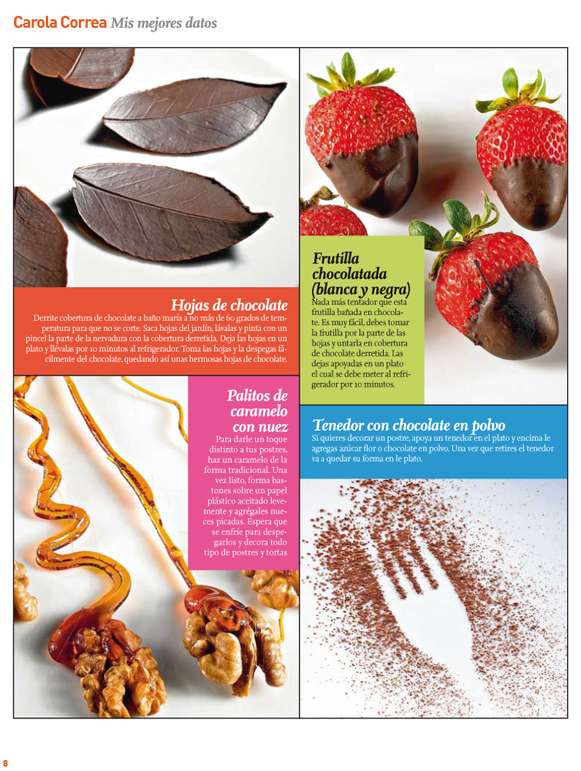 Carola Correa Mis mejores datos
Hojas de chocolate
Derrite cobertura de chocolate a baño maría a no más de 60 grados de tem-
peratura para que no se corte. Saca hojas del jardín, lávalas y pinta con un
pincel la parte de la nervadura con la cobertura derretida. Deja las hojas en un
plato y llévalas por 10 minutos al refrigerador. Toma las hojas y la despegas fá-
cilmente del chocolate, quedando así unas hermosas hojas de chocolate.
Frutilla
chocolatada
(blanca y negra)
Nada más tentador que esta
frutilla bañada en chocola-
te. Es muy fácil, debes tomar
la frutilla por la parte de las
hojas y untarla en cobertura
de chocolate derretida. Las
dejas apoyadas en un plato
el cual se debe meter al refri-
gerador por 10 minutos.
Palitos de
caramelo
con nuez
Para darle un toque
distinto a tus postres,
haz un caramelo de la
forma tradicional. Una
vez listo, forma bas-
tones sobre un papel
plástico aceitado leve-
mente y agrégales nue-
ces picadas. Espera que
se enfríe para despe-
garlos y decora todo
tipo de postres y tortas
Tenedor con chocolate en polvo
Si quieres decorar un postre, apoya un tenedor en el plato y encima le
agregas azúcar flor o chocolate en polvo. Una vez que retires el tenedor
va a quedar su forma en le plato.
8